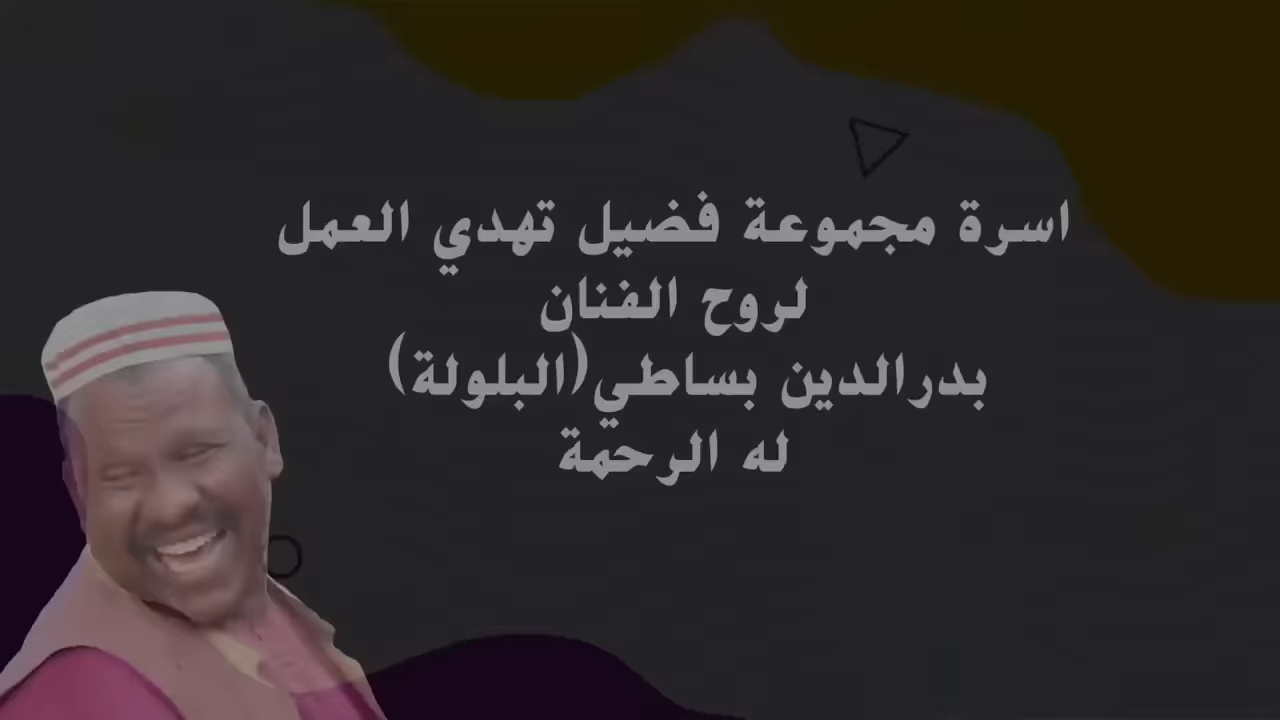 اسرة مجموعة فضيل تهدي العمل
لروح الفنان
بدرالدين بساطي(البلولة)
له الرحمة